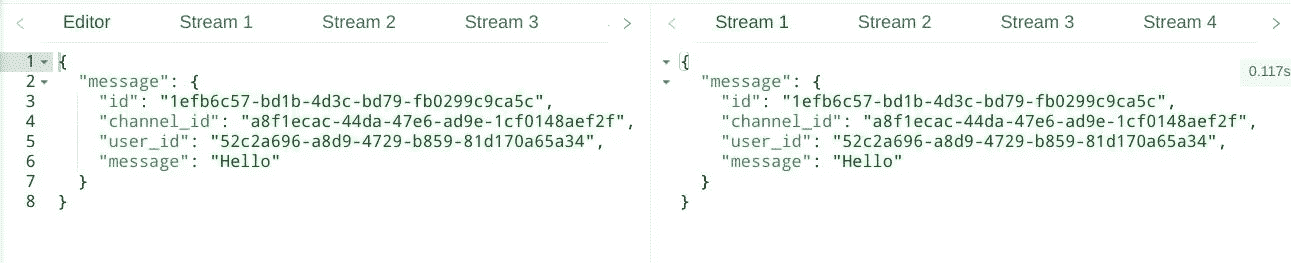 Editor Stream 1 Stream 2 Stream 3
1 {
2 "message": {
3 "id": "1efb6c57-bd1b-4d3c-bd79-fb0299c9ca5c",
4 "channel_id": "a8f1ecac-44da-47e6-ad9e-1cf0148aef2f",
5 "user_id": "52c2a696-a8d9-4729-b859-81d170a65a34",
6 "message": "Hello"
7 }
8 }
Stream 1 Stream 2 Stream 3 Stream 4
{
"message": {
0.117s
"id": "1efb6c57-bd1b-4d3c-bd79-fb0299c9ca5c",
"channel_id": "a8f1ecac-44da-47e6-ad9e-1cf0148aef2f",
"user_id": "52c2a696-a8d9-4729-b859-81d170a65a34",
"message": "Hello"
}
}